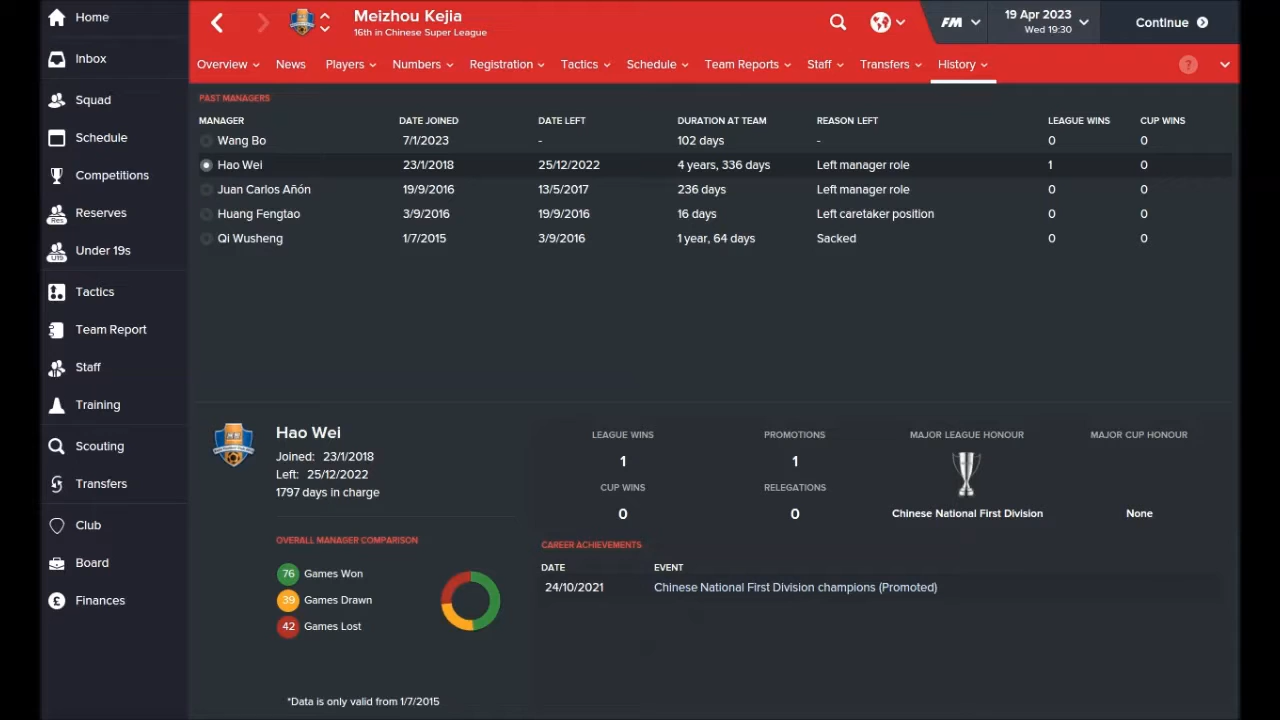 Home
Inbox
Squad
Schedule
Competitions
Res
Reserves
U19
Under 19s
Tactics
Team Report
Staff
Training
Scouting
Transfers
Club
Board
£
Finances
Meizhou Kejia
16th in Chinese Super League
FM
19 Apr 2023
Wed 19:30
Continue
Overview News Players Numbers Registration Tactics Schedule Team Reports Staff Transfers History ?
PAST MANAGERS
MANAGER DATE JOINED DATE LEFT DURATION AT TEAM REASON LEFT LEAGUE WINS CUP WINS
Wang Bo 7/1/2023 - 102 days - 0 0
Hao Wei 23/1/2018 25/12/2022 4 years, 336 days Left manager role 1 0
Juan Carlos Añón 19/9/2016 13/5/2017 236 days Left manager role 0 0
Huang Fengtao 3/9/2016 19/9/2016 16 days Left caretaker position 0 0
Qi Wusheng 1/7/2015 3/9/2016 1 year, 64 days Sacked 0 0
Hao Wei
Joined: 23/1/2018
Left: 25/12/2022
1797 days in charge
LEAGUE WINS PROMOTIONS MAJOR LEAGUE HONOUR MAJOR CUP HONOUR
1 1
CUP WINS RELEGATIONS
0 0 Chinese National First Division None
OVERALL MANAGER COMPARISON
76 Games Won
39 Games Drawn
42 Games Lost
*Data is only valid from 1/7/2015
CAREER ACHIEVEMENTS
DATE EVENT
24/10/2021 Chinese National First Division champions (Promoted)